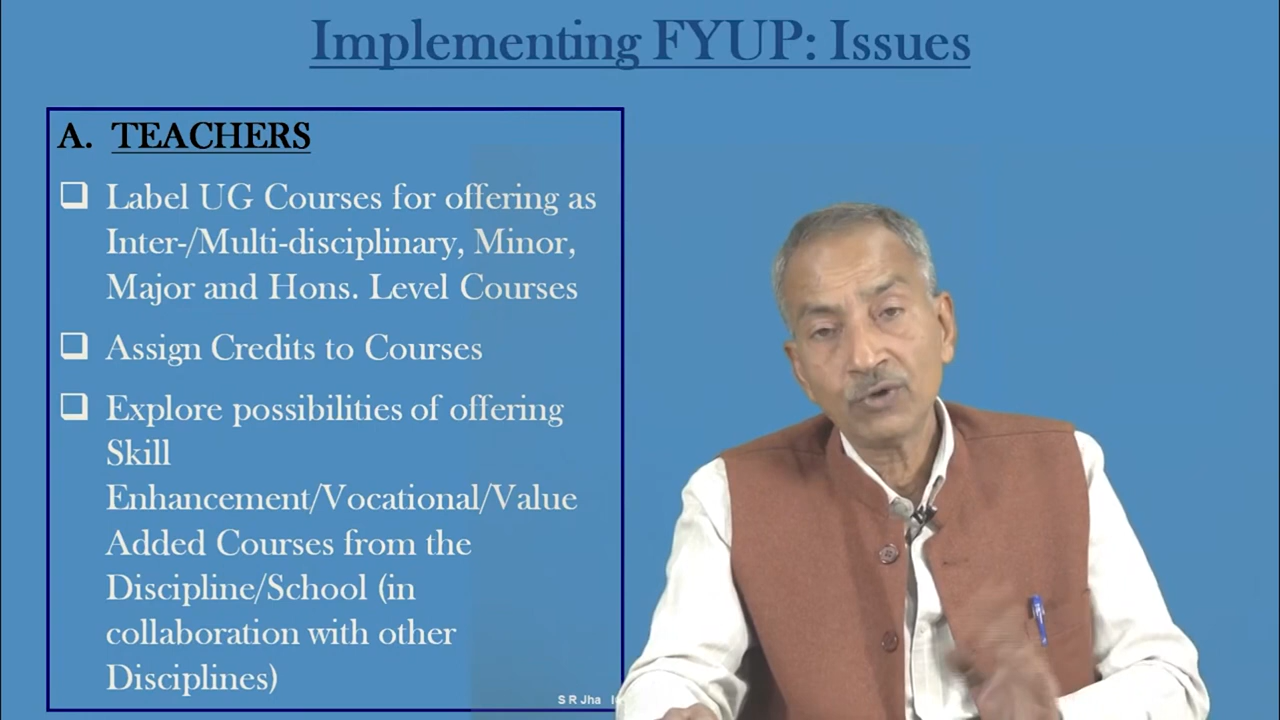 Implementing FYUP: Issues
A. TEACHERS
❑ Label UG Courses for offering as
Inter-/Multi-disciplinary, Minor,
Major and Hons. Level Courses
❑ Assign Credits to Courses
❑ Explore possibilities of offering
Skill
Enhancement/Vocational/Value
Added Courses from the
Discipline/School (in
collaboration with other
Disciplines)
S R Jha